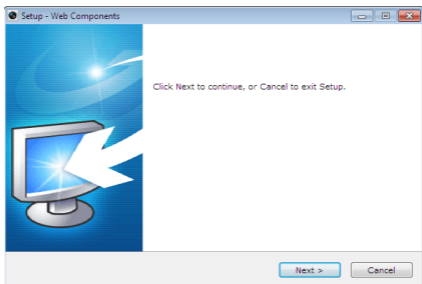 Setup - Web Components
Click Next to continue, or Cancel to exit Setup.
Next >
Cancel